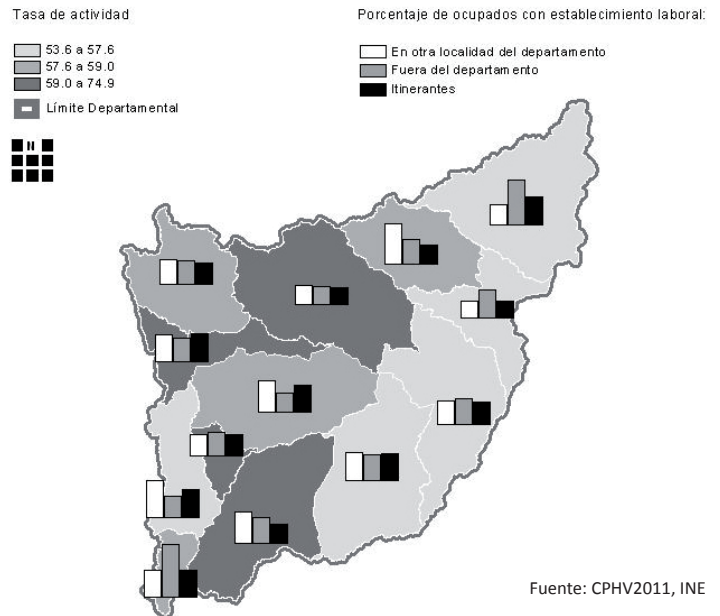 Tasa de actividad
53.6 a 57.6
57.6 a 59.0
59.0 a 74.9
Límite Departamental
N
Porcentaje de ocupados con establecimiento laboral:
En otra localidad del departamento
Fuera del departamento
Itinerantes
Fuente: CPHV2011, INE